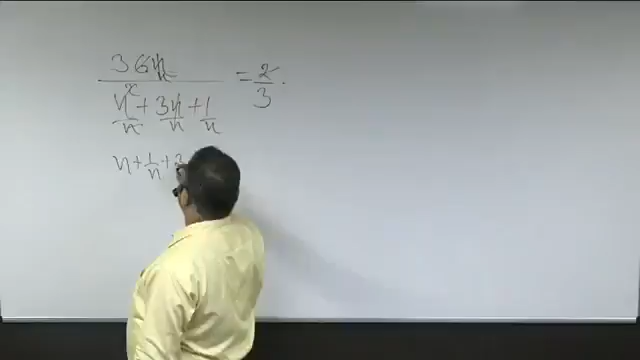 36n = 2/3.
n²/n + 3n/n + 1/n
n + 1/n + 3